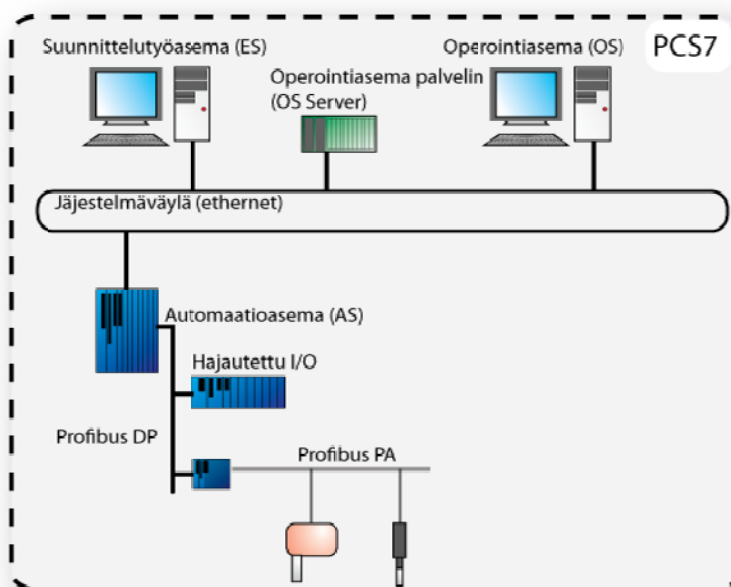 Suunnittelutyöasema (ES)
Operointiasema (OS)
PCS7
Operointiasema palvelin
(OS Server)
Jäjestelmäväylä (ethernet)
Automaatioasema (AS)
Hajautettu I/O
Profibus DP
Profibus PA